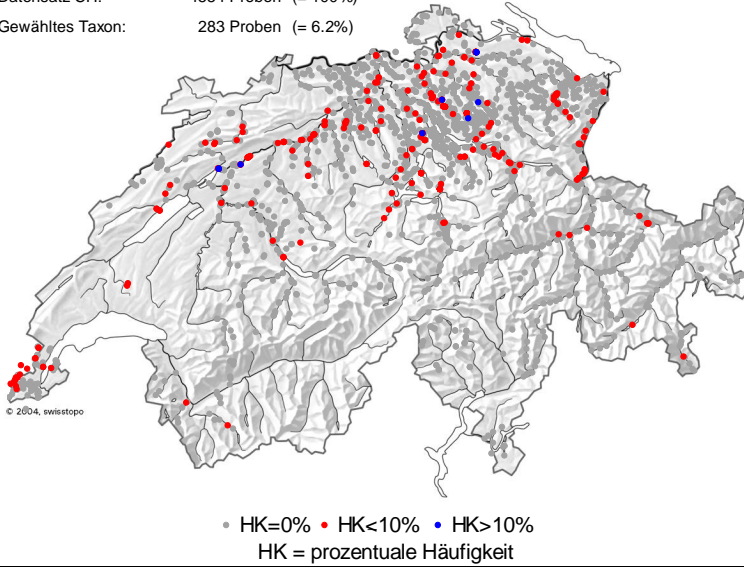 Gewähltes Taxon: 283 Proben (= 6.2%)
© 2004, swisstopo
HK=0% HK<10% HK>10%
HK = prozentuale Häufigkeit